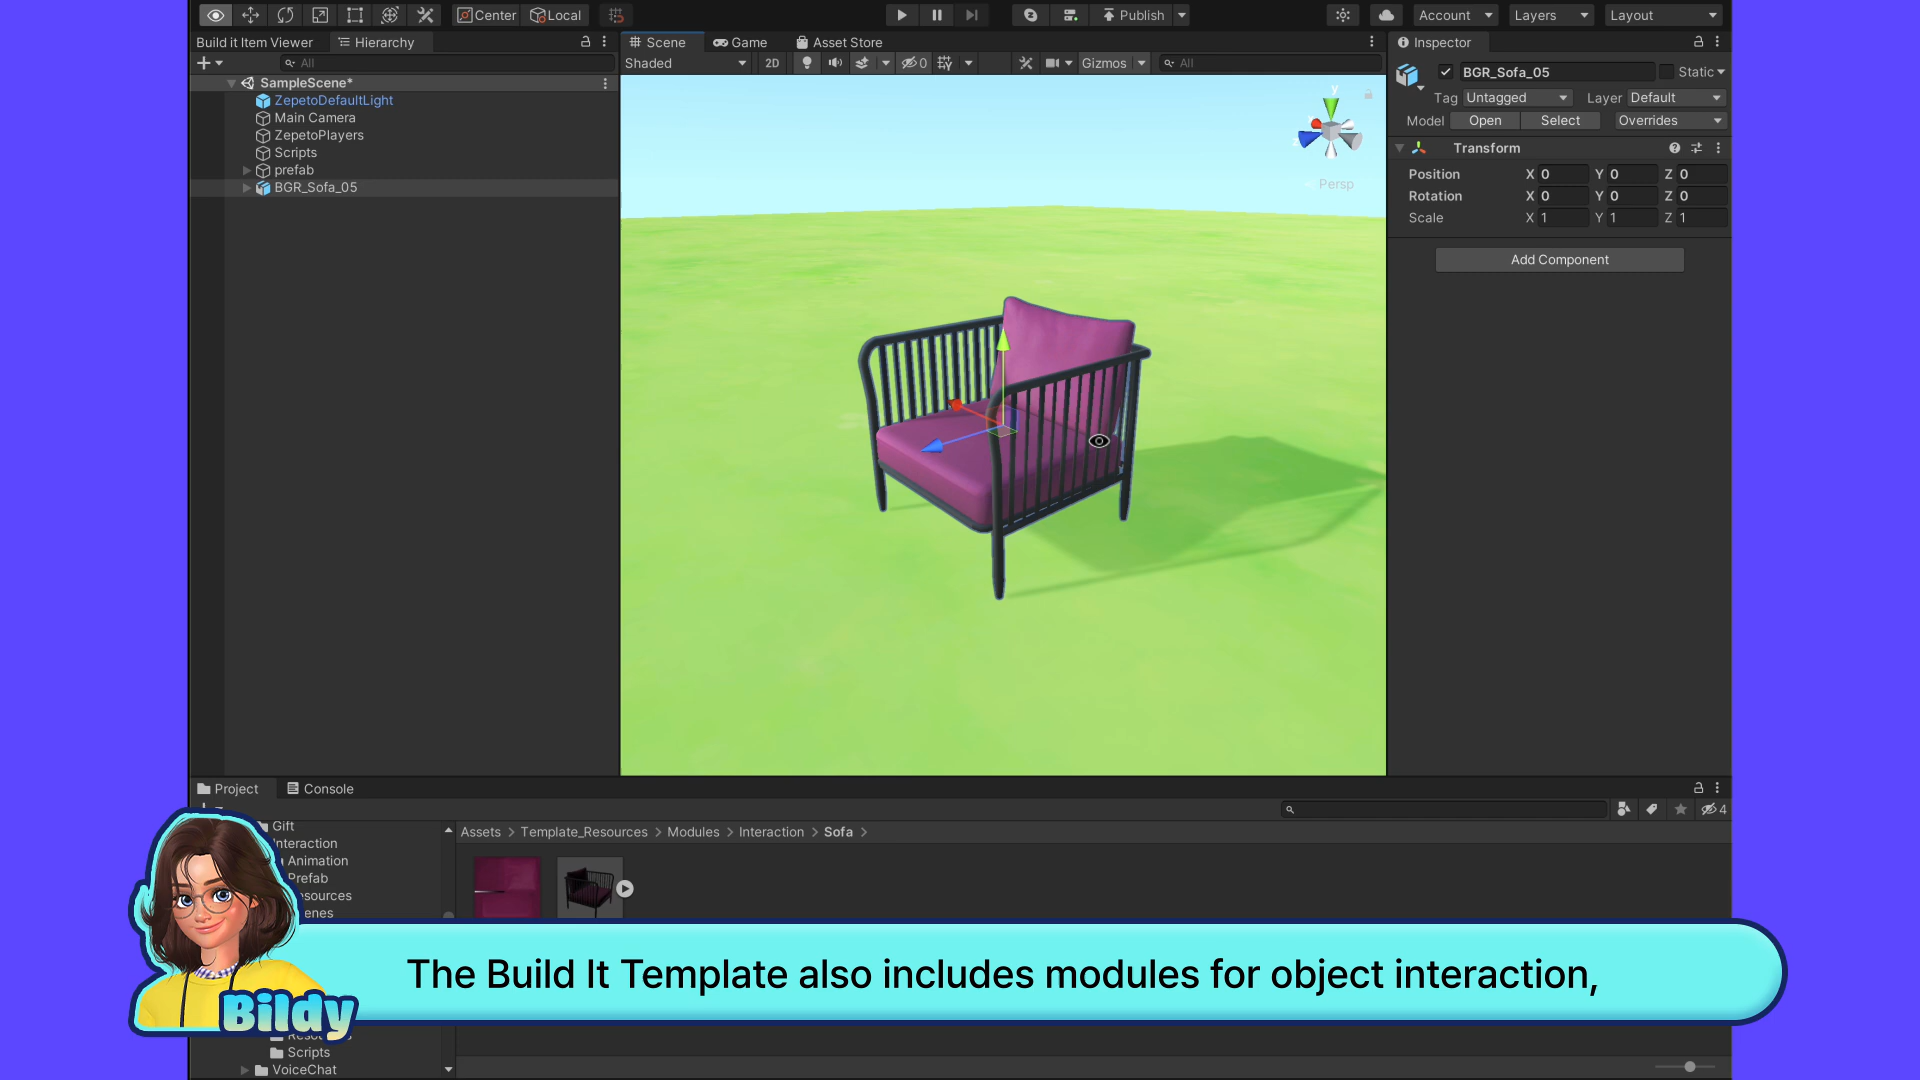 Center
Local
Publish
Account
Layers
Layout
Build it Item Viewer
Hierarchy
All
SampleScene*
ZepetoDefaultLight
Main Camera
ZepetoPlayers
Scripts
prefab
BGR_Sofa_05
Scene
Game
Asset Store
Shaded
2D
0
Gizmos
All
y
Persp
Inspector
BGR_Sofa_05
Static
Tag Untagged Layer Default
Model Open Select Overrides
Transform
Position X 0 Y 0 Z 0
Rotation X 0 Y 0 Z 0
Scale X 1 Y 1 Z 1
Add Component
Project
Console
4
Gift
Interaction
Animation
Prefab
Assets > Template_Resources > Modules > Interaction > Sofa >
The Build It Template also includes modules for object interaction,
Bildy
Scripts
VoiceChat